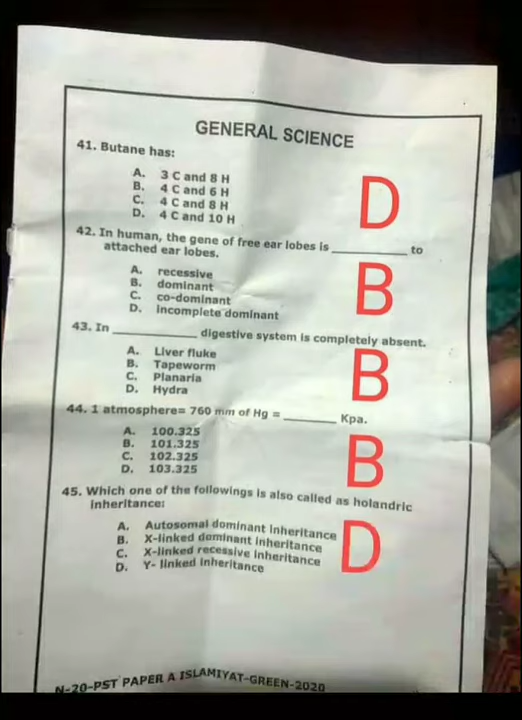 GENERAL SCIENCE
41. Butane has:
A. 3 C and 8 H
B. 4 C and 6 H
C. 4 C and 8 H
D. 4 C and 10 H
D
42. In human, the gene of free ear lobes is __________ to
attached ear lobes.
A. recessive
B. dominant
C. co-dominant
D. incomplete dominant
B
43. In __________ digestive system is completely absent.
A. Liver fluke
B. Tapeworm
C. Planaria
D. Hydra
B
44. 1 atmosphere= 760 mm of Hg = ______ Kpa.
A. 100.325
B. 101.325
C. 102.325
D. 103.325
B
45. Which one of the followings is also called as holandric
inheritance:
A. Autosomal dominant inheritance
B. X-linked dominant inheritance
C. X-linked recessive inheritance
D. Y- linked inheritance
D
N-20-PST PAPER A ISLAMIYAT-GREEN-2020